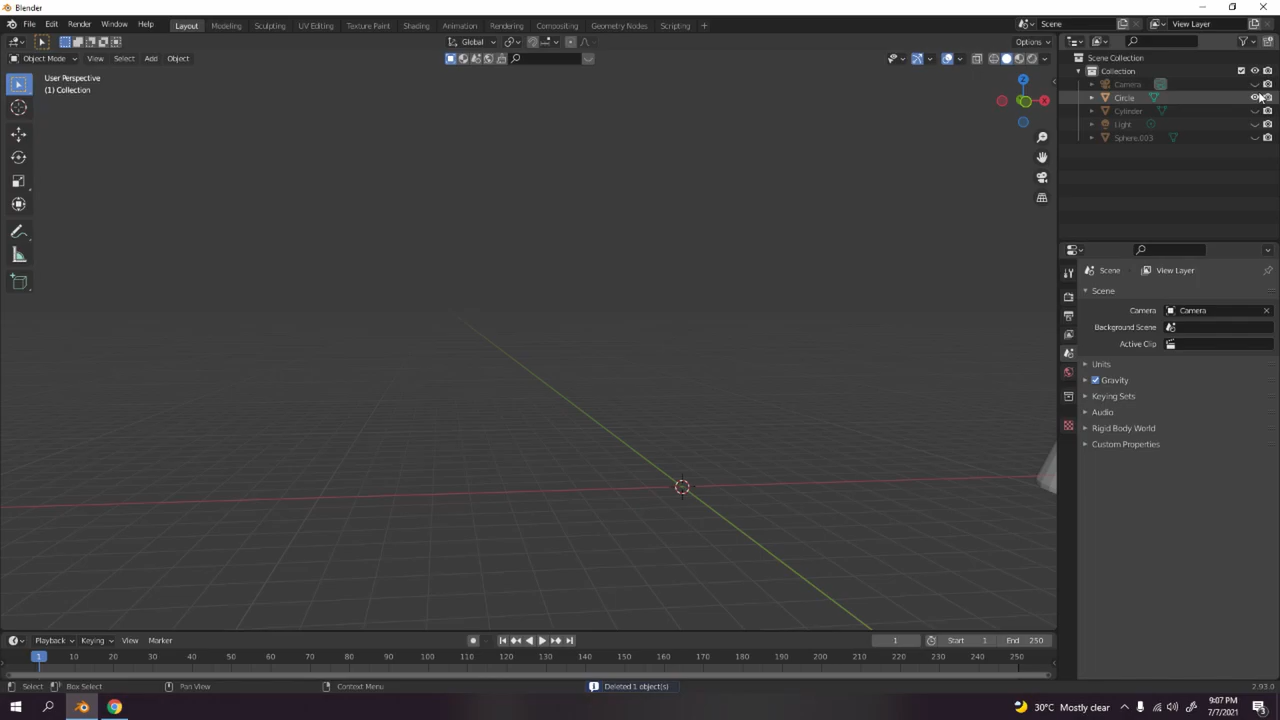 Blender
File Edit Render Window Help Layout Modeling Sculpting UV Editing Texture Paint Shading Animation Rendering Compositing Geometry Nodes Scripting + Scene View Layer
Global Options
Object Mode View Select Add Object
User Perspective
(1) Collection
Z
X
Scene Collection
Collection
Camera
Circle
Cylinder
Light
Sphere.003
Scene View Layer
Scene
Camera Camera
Background Scene
Active Clip
Units
Gravity
Keying Sets
Audio
Rigid Body World
Custom Properties
Playback Keying View Marker 1 Start 1 End 250
1 10 20 30 40 50 60 70 80 90 100 110 120 130 140 150 160 170 180 190 200 210 220 230 240 250
Select Box Select Pan View Context Menu Deleted 1 object(s) 2.93.0
30°C Mostly clear 9:07 PM
7/7/2021
3